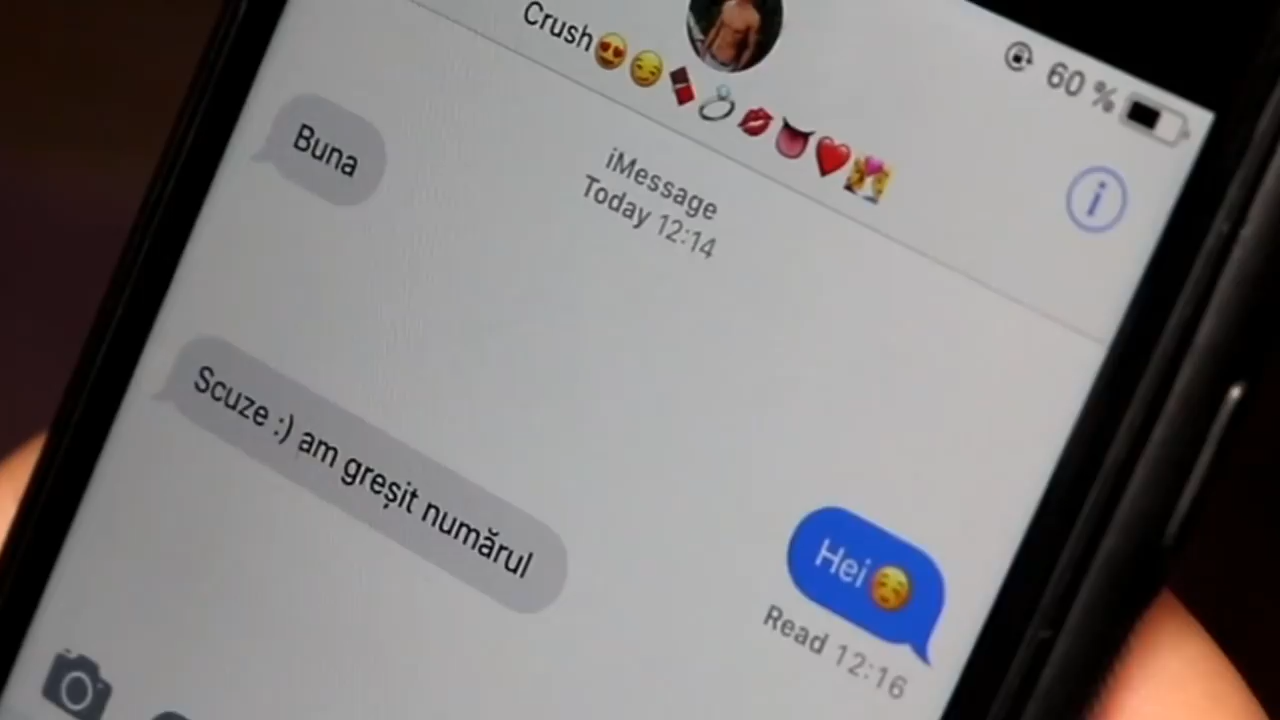 60 %
Crush😍😏🍫💍💋👅❤️💏
iMessage
Today 12:14
Buna
Hei☺️
Read 12:16
Scuze :) am greșit numărul